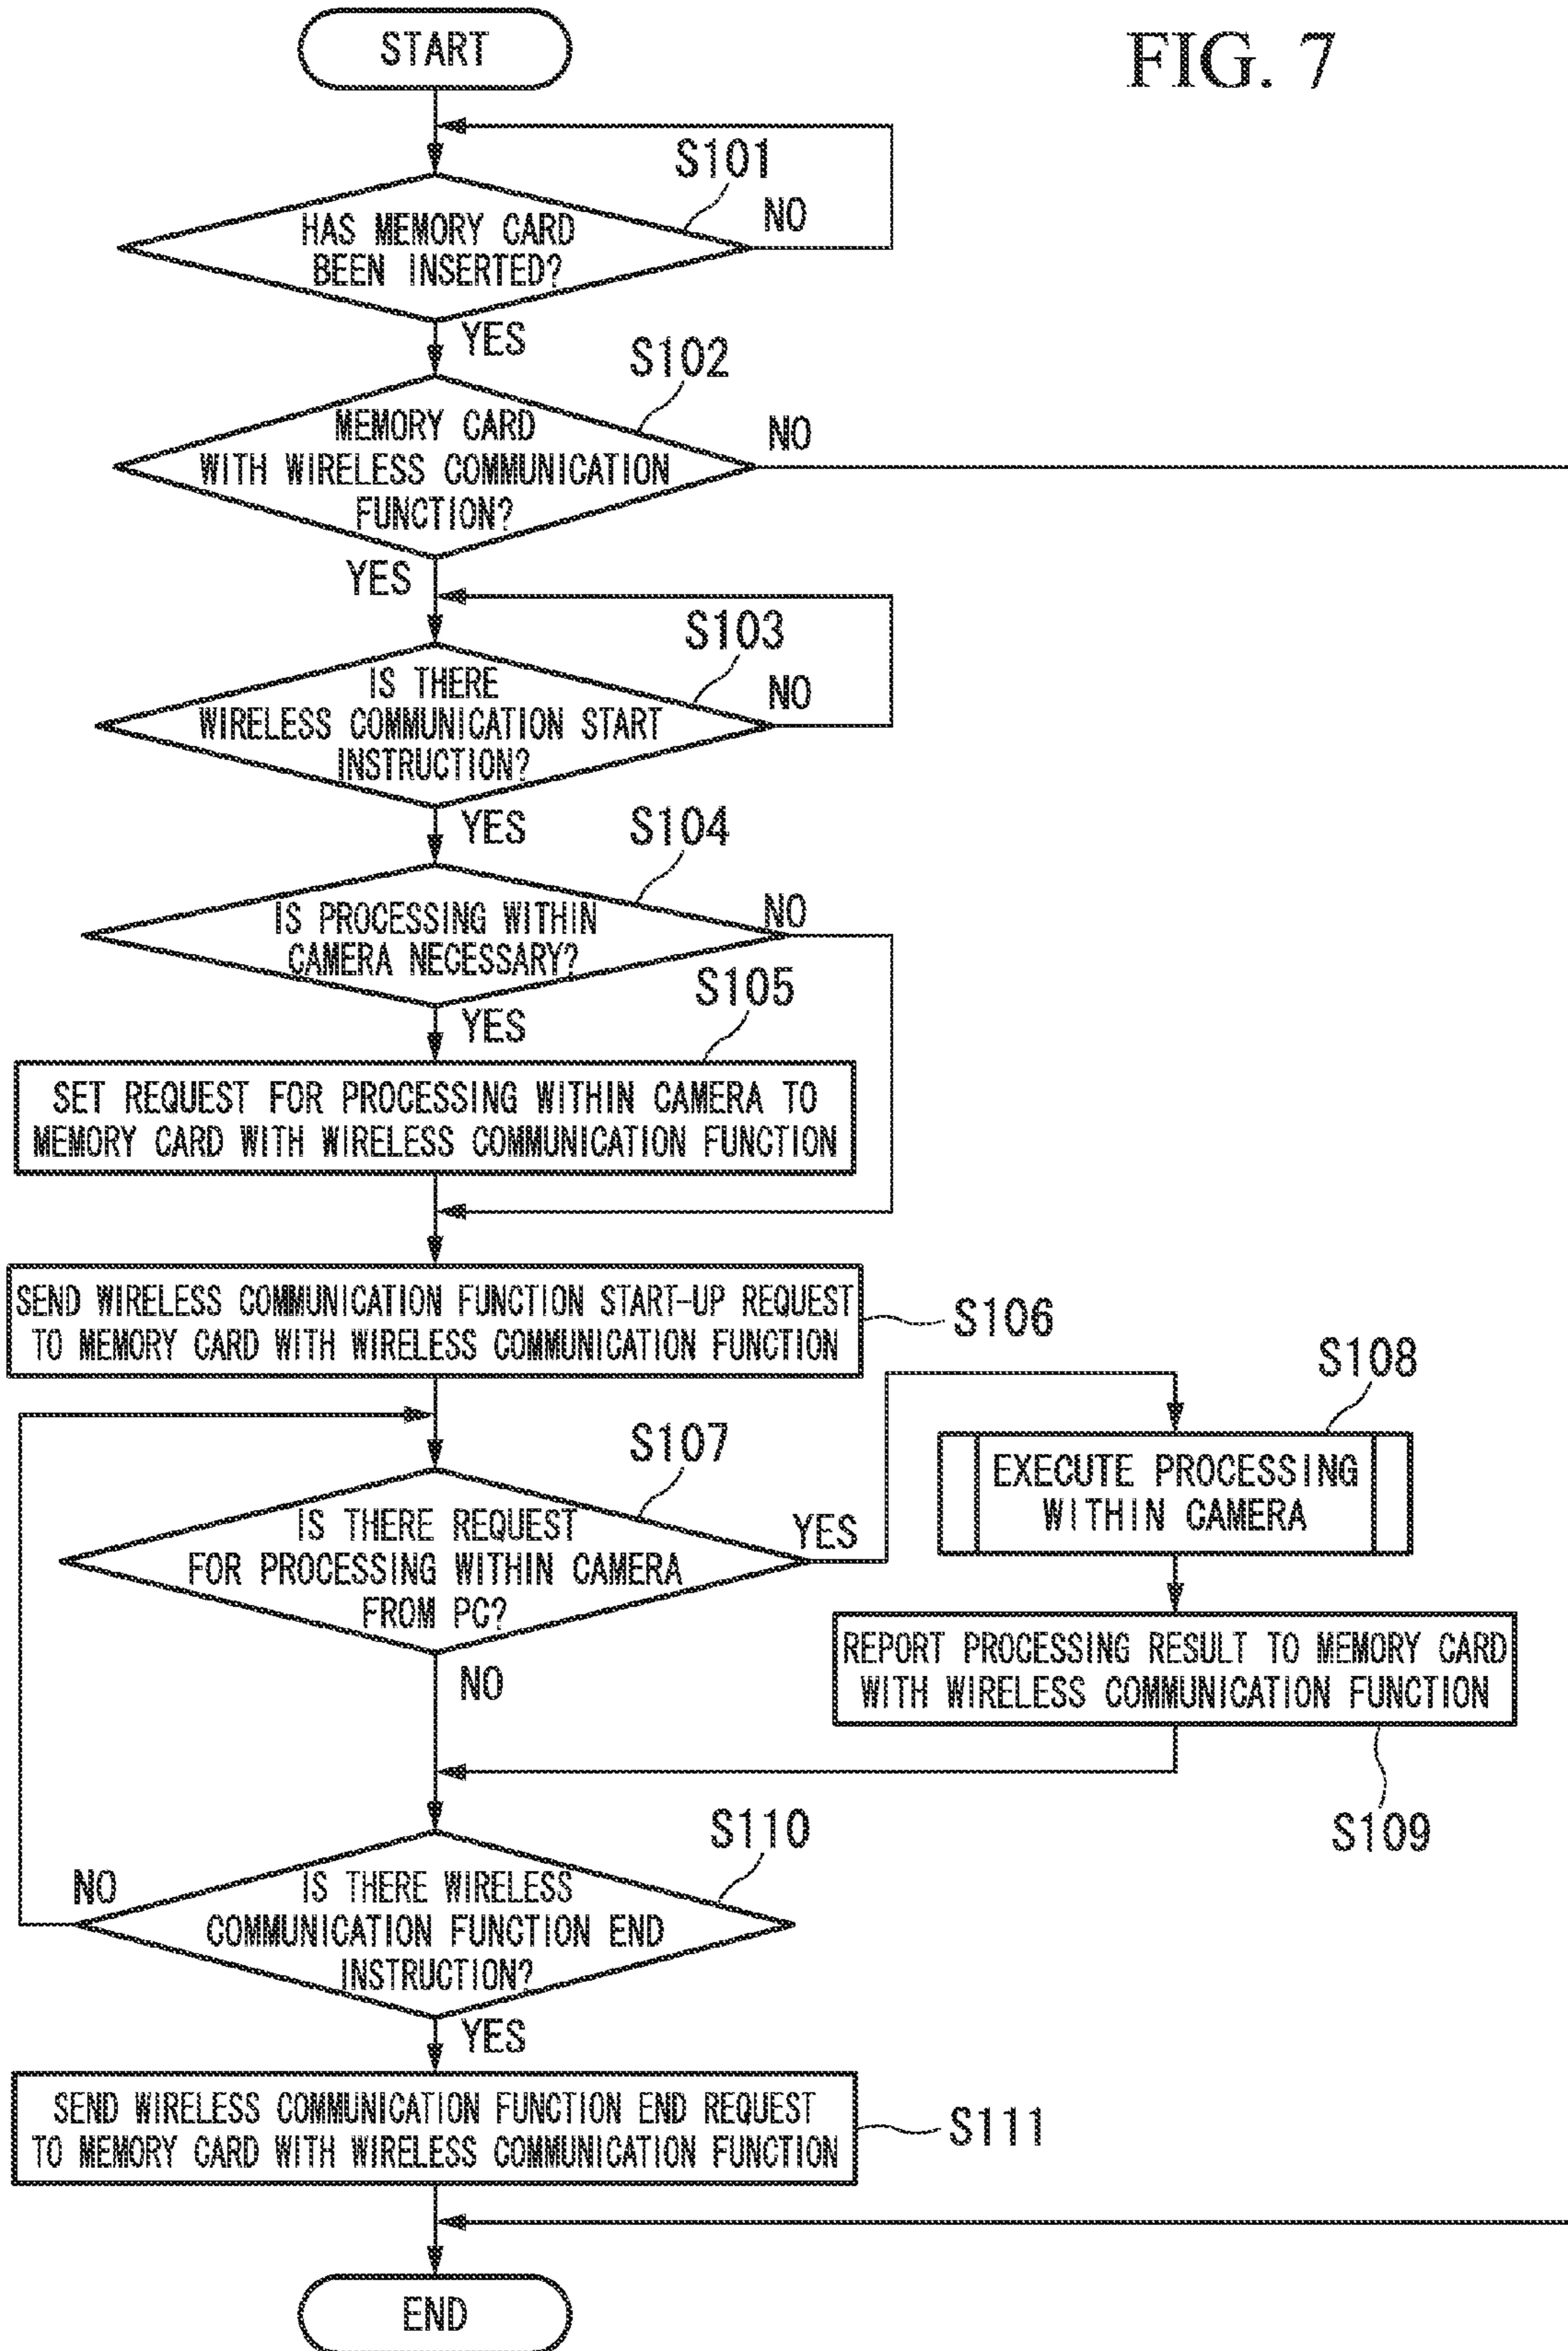 FIG. 7
START
S101
HAS MEMORY CARD
BEEN INSERTED?
NO
YES
S102
MEMORY CARD
WITH WIRELESS COMMUNICATION
FUNCTION?
NO
YES
S103
IS THERE
WIRELESS COMMUNICATION START
INSTRUCTION?
NO
YES
S104
IS PROCESSING WITHIN
CAMERA NECESSARY?
NO
YES
S105
SET REQUEST FOR PROCESSING WITHIN CAMERA TO
MEMORY CARD WITH WIRELESS COMMUNICATION FUNCTION
SEND WIRELESS COMMUNICATION FUNCTION START-UP REQUEST
TO MEMORY CARD WITH WIRELESS COMMUNICATION FUNCTION
S106
S107
IS THERE REQUEST
FOR PROCESSING WITHIN CAMERA
FROM PC?
YES
NO
S108
EXECUTE PROCESSING
WITHIN CAMERA
REPORT PROCESSING RESULT TO MEMORY CARD
WITH WIRELESS COMMUNICATION FUNCTION
S109
S110
IS THERE WIRELESS
COMMUNICATION FUNCTION END
INSTRUCTION?
NO
YES
SEND WIRELESS COMMUNICATION FUNCTION END REQUEST
TO MEMORY CARD WITH WIRELESS COMMUNICATION FUNCTION
S111
END